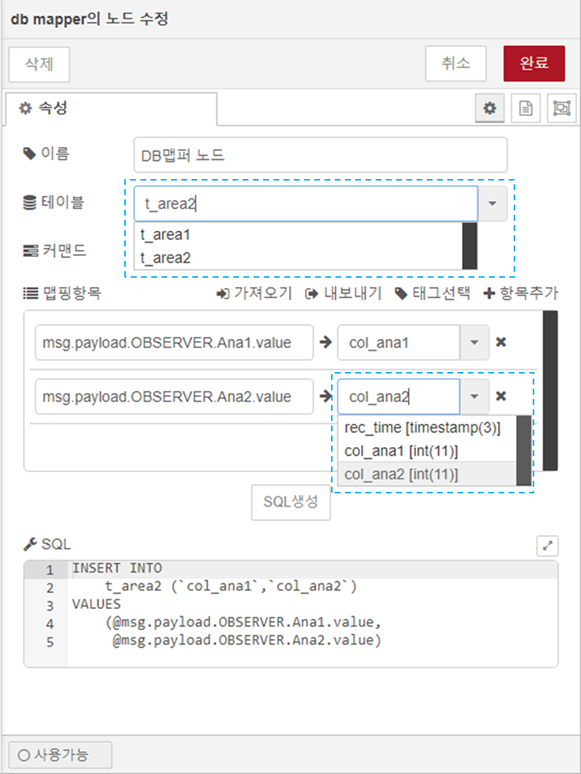 db mapper의 노드 수정
삭제 취소 완료
속성
이름 DB맵퍼 노드
테이블 t_area2
t_area1
커맨드 t_area2
맵핑항목 가져오기 내보내기 태그선택 항목추가
msg.payload.OBSERVER.Ana1.value col_ana1
msg.payload.OBSERVER.Ana2.value col_ana2
rec_time [timestamp(3)]
col_ana1 [int(11)]
col_ana2 [int(11)]
SQL생성
SQL
1 INSERT INTO
2 t_area2 (`col_ana1`,`col_ana2`)
3 VALUES
4 (@msg.payload.OBSERVER.Ana1.value,
5 @msg.payload.OBSERVER.Ana2.value)
사용가능